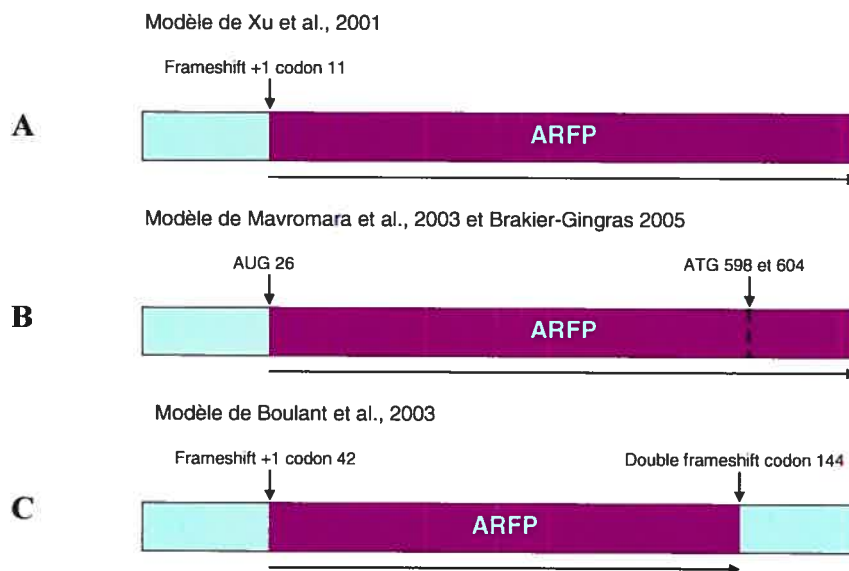 Modèle de Xu et al., 2001
Frameshift +1 codon 11
A
ARFP
Modèle de Mavromara et al., 2003 et Brakier-Gingras 2005
AUG 26
ATG 598 et 604
B
ARFP
Modèle de Boulant et al., 2003
Frameshift +1 codon 42
Double frameshift codon 144
C
ARFP